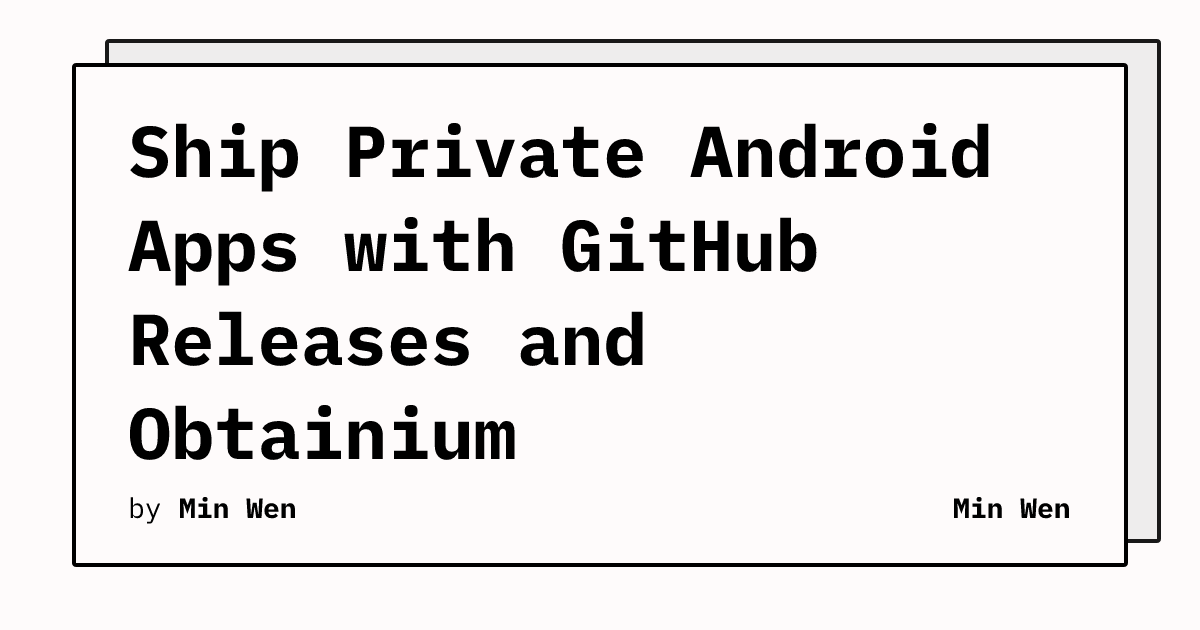 Ship Private Android
Apps with GitHub
Releases and
Obtainium
by Min Wen
Min Wen